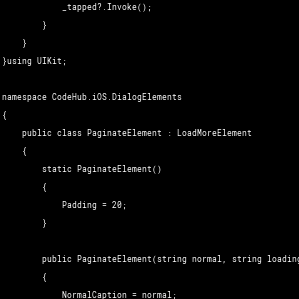 _tapped?.Invoke();
}
}
}using UIKit;
namespace CodeHub.iOS.DialogElements
{
public class PaginateElement : LoadMoreElement
{
static PaginateElement()
{
Padding = 20;
}
public PaginateElement(string normal, string loading
{
NormalCaption = normal;